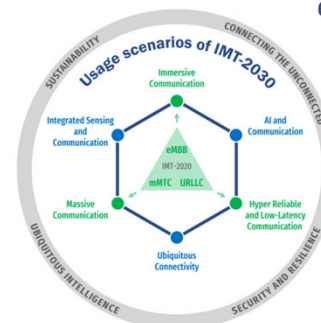 SUSTAINABILITY
CONNECTING THE UNCONNECTED
Usage scenarios of IMT-2030
Immersive
Communication
Integrated Sensing
and
Communication
AI and
Communication
eMBB
IMT-2020
mMTC URLLC
Massive
Communication
Hyper Reliable
and Low-Latency
Communication
Ubiquitous
Connectivity
UBIQUITOUS INTELLIGENCE
SECURITY AND RESILIENCE